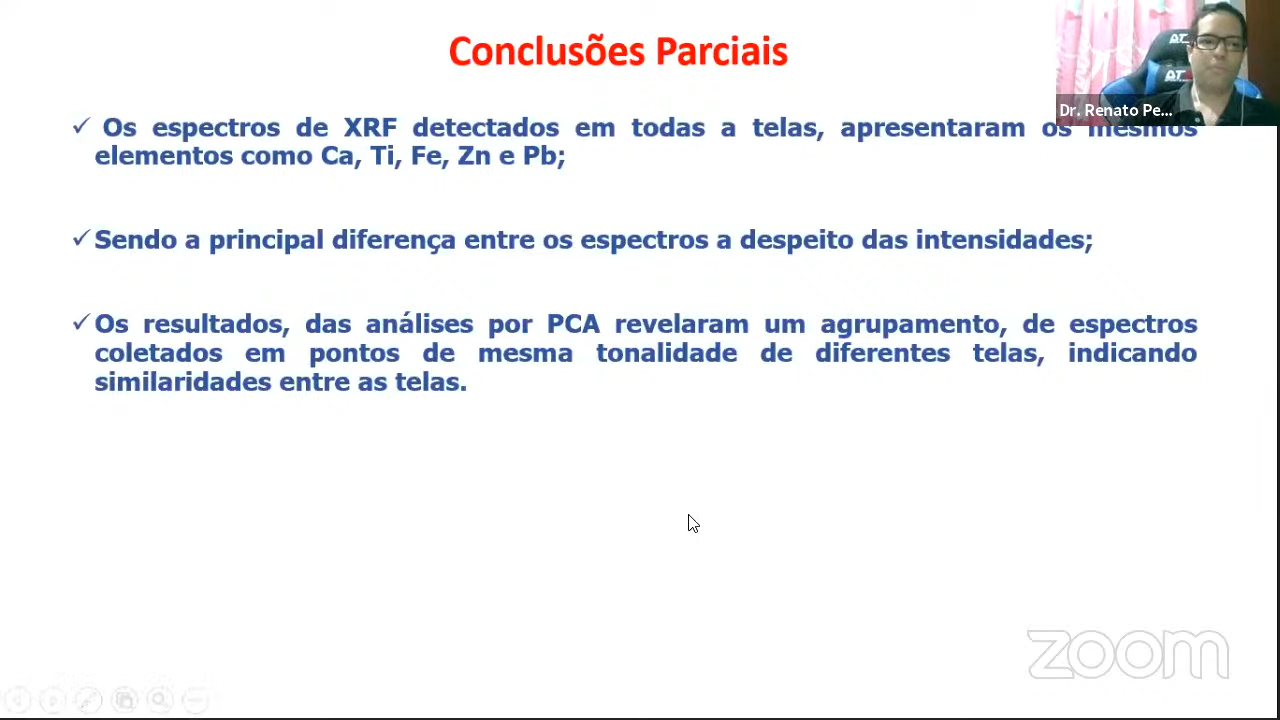 Conclusões Parciais
Dr. Renato Pe...
Os espectros de XRF detectados em todas a telas, apresentaram os mesmos
elementos como Ca, Ti, Fe, Zn e Pb;
Sendo a principal diferença entre os espectros a despeito das intensidades;
Os resultados, das análises por PCA revelaram um agrupamento, de espectros
coletados em pontos de mesma tonalidade de diferentes telas, indicando
similaridades entre as telas.
zoom